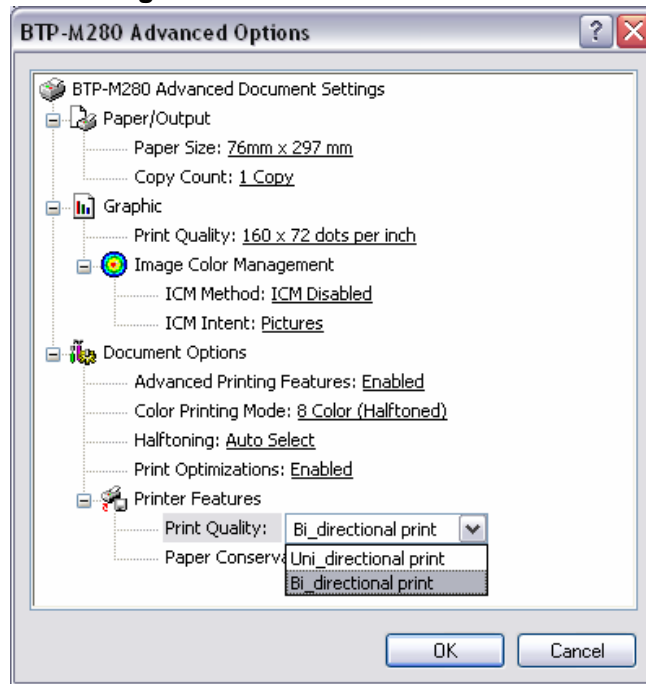 BTP-M280 Advanced Options
BTP-M280 Advanced Document Settings
Paper/Output
Paper Size: 76mm x 297 mm
Copy Count: 1 Copy
Graphic
Print Quality: 160 x 72 dots per inch
Image Color Management
ICM Method: ICM Disabled
ICM Intent: Pictures
Document Options
Advanced Printing Features: Enabled
Color Printing Mode: 8 Color (Halftoned)
Halftoning: Auto Select
Print Optimizations: Enabled
Printer Features
Print Quality: Bi_directional print
Paper Conserva
Uni_directional print
Bi_directional print
OK Cancel